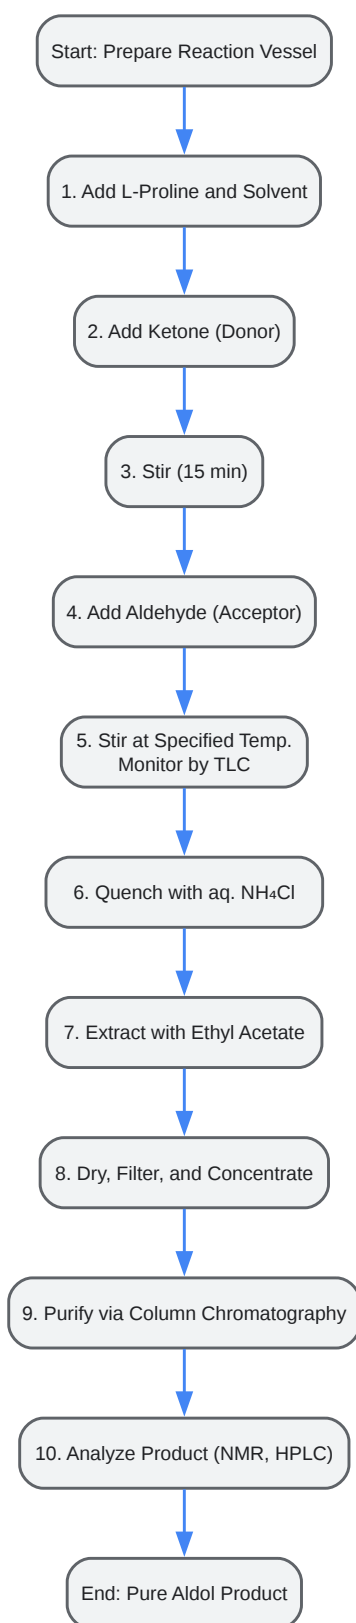 Start: Prepare Reaction Vessel
1. Add L-Proline and Solvent
2. Add Ketone (Donor)
3. Stir (15 min)
4. Add Aldehyde (Acceptor)
5. Stir at Specified Temp.
Monitor by TLC
6. Quench with aq. NH₄Cl
7. Extract with Ethyl Acetate
8. Dry, Filter, and Concentrate
9. Purify via Column Chromatography
10. Analyze Product (NMR, HPLC)
End: Pure Aldol Product